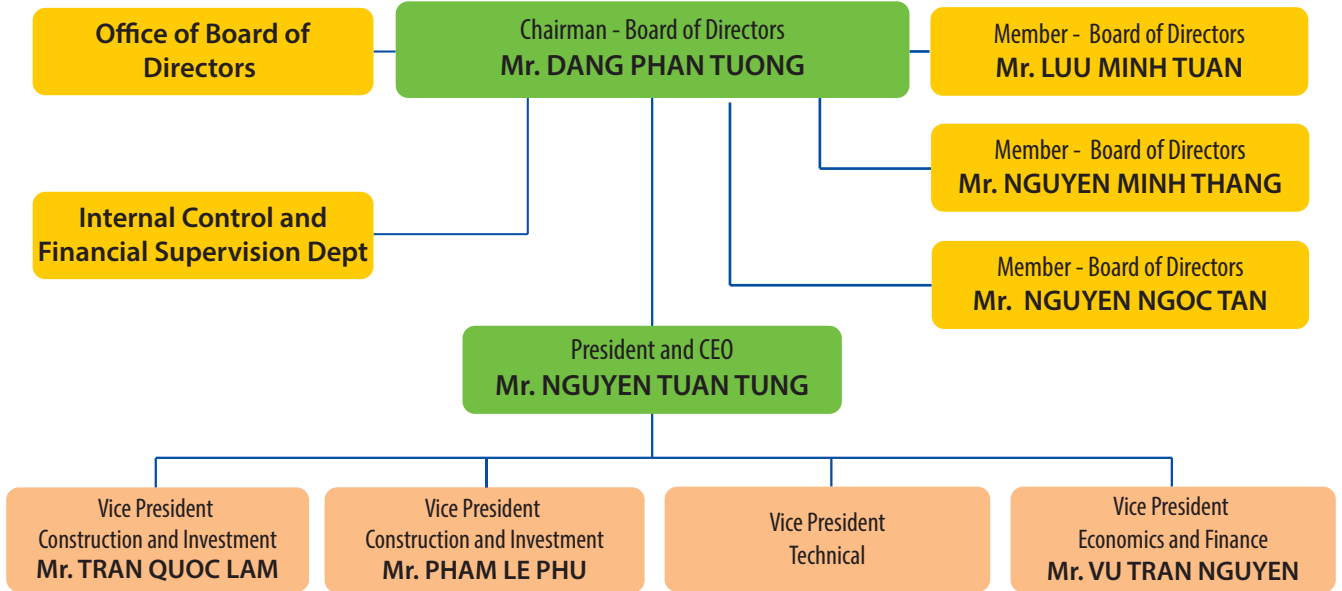 Office of Board of
Directors
Chairman - Board of Directors
Mr. DANG PHAN TUONG
Member - Board of Directors
Mr. LUU MINH TUAN
Member - Board of Directors
Mr. NGUYEN MINH THANG
Internal Control and
Financial Supervision Dept
Member - Board of Directors
Mr. NGUYEN NGOC TAN
President and CEO
Mr. NGUYEN TUAN TUNG
Vice President
Construction and Investment
Mr. TRAN QUOC LAM
Vice President
Construction and Investment
Mr. PHAM LE PHU
Vice President
Technical
Vice President
Economics and Finance
Mr. VU TRAN NGUYEN